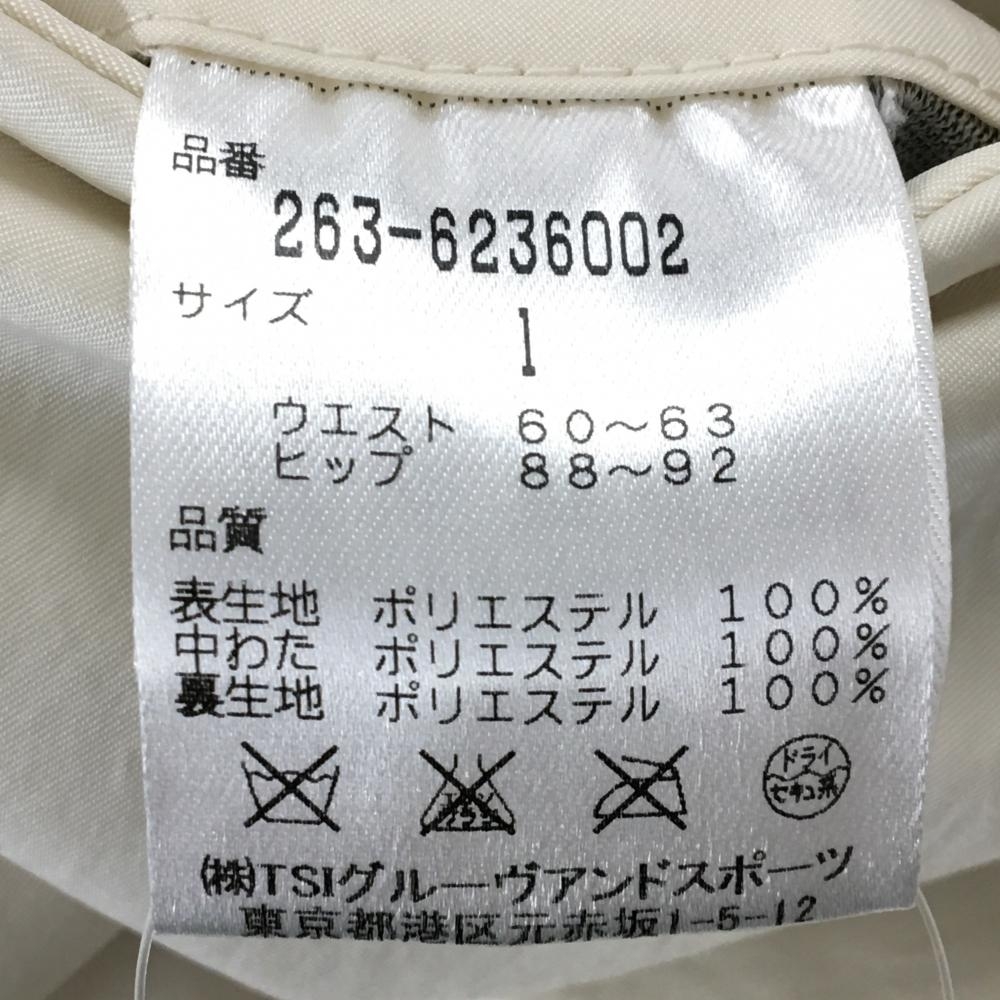 品番
263-6236002
サイズ
1
ウエスト 60〜63
ヒップ 88〜92
品質
表生地 ポリエステル 100%
中わた ポリエステル 100%
裏生地 ポリエステル 100%
ドライ
セキユ系
㈱TSIグルーヴアンドスポーツ
東京都港区元赤坂1-5-12